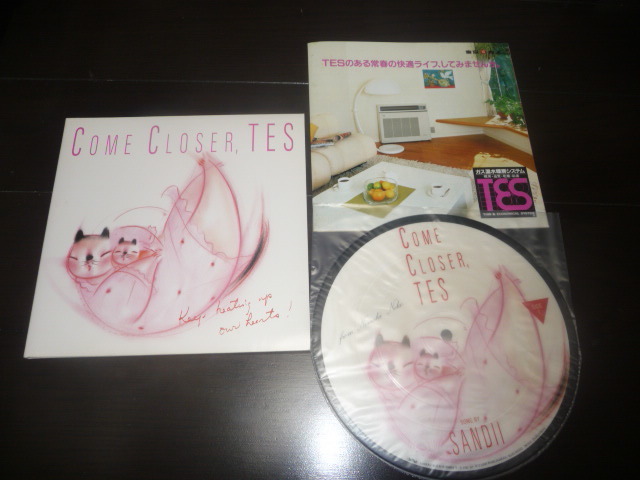 COME CLOSER, TES
Keep heating up
our hearts!
TESのある常春の快適ライフ、してみませんか。
ガス温水暖房システム
TES
COME
CLOSER,
TES
SONG BY
SANDII